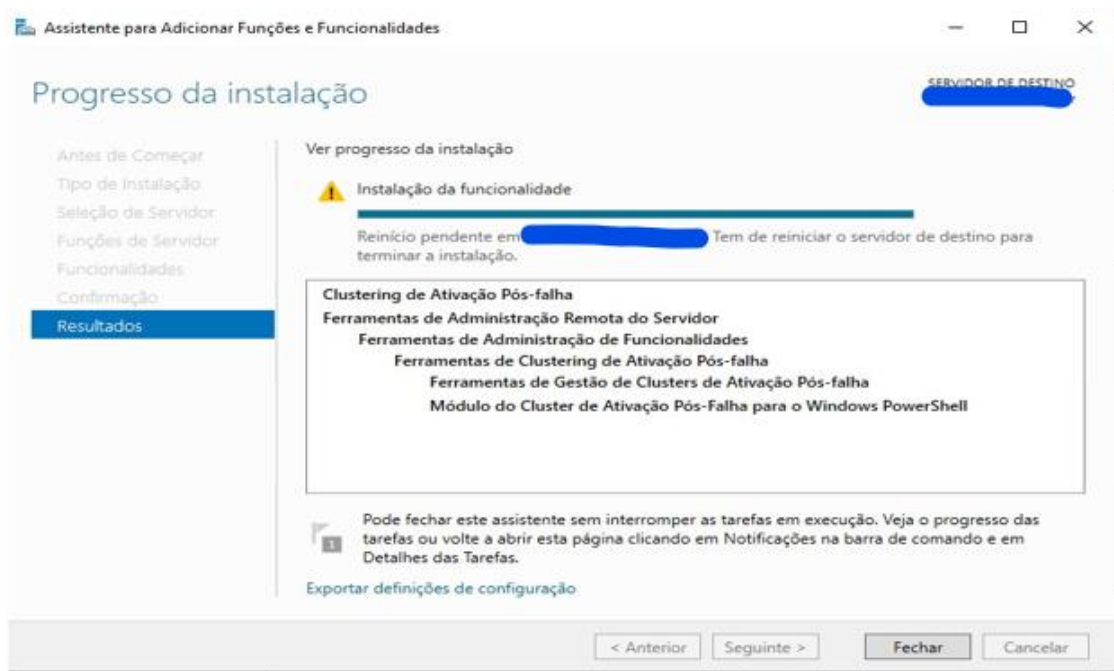 Assistente para Adicionar Funções e Funcionalidades
Progresso da instalação
SERVIDOR DE DESTINO
Antes de Começar
Tipo de Instalação
Seleção de Servidor
Funções de Servidor
Funcionalidades
Confirmação
Resultados
Ver progresso da instalação
Instalação da funcionalidade
Reinício pendente em Tem de reiniciar o servidor de destino para
terminar a instalação.
Clustering de Ativação Pós-falha
Ferramentas de Administração Remota do Servidor
Ferramentas de Administração de Funcionalidades
Ferramentas de Clustering de Ativação Pós-falha
Ferramentas de Gestão de Clusters de Ativação Pós-falha
Módulo do Cluster de Ativação Pós-Falha para o Windows PowerShell
1
Pode fechar este assistente sem interromper as tarefas em execução. Veja o progresso das
tarefas ou volte a abrir esta página clicando em Notificações na barra de comando e em
Detalhes das Tarefas.
Exportar definições de configuração
< Anterior
Seguinte >
Fechar
Cancelar